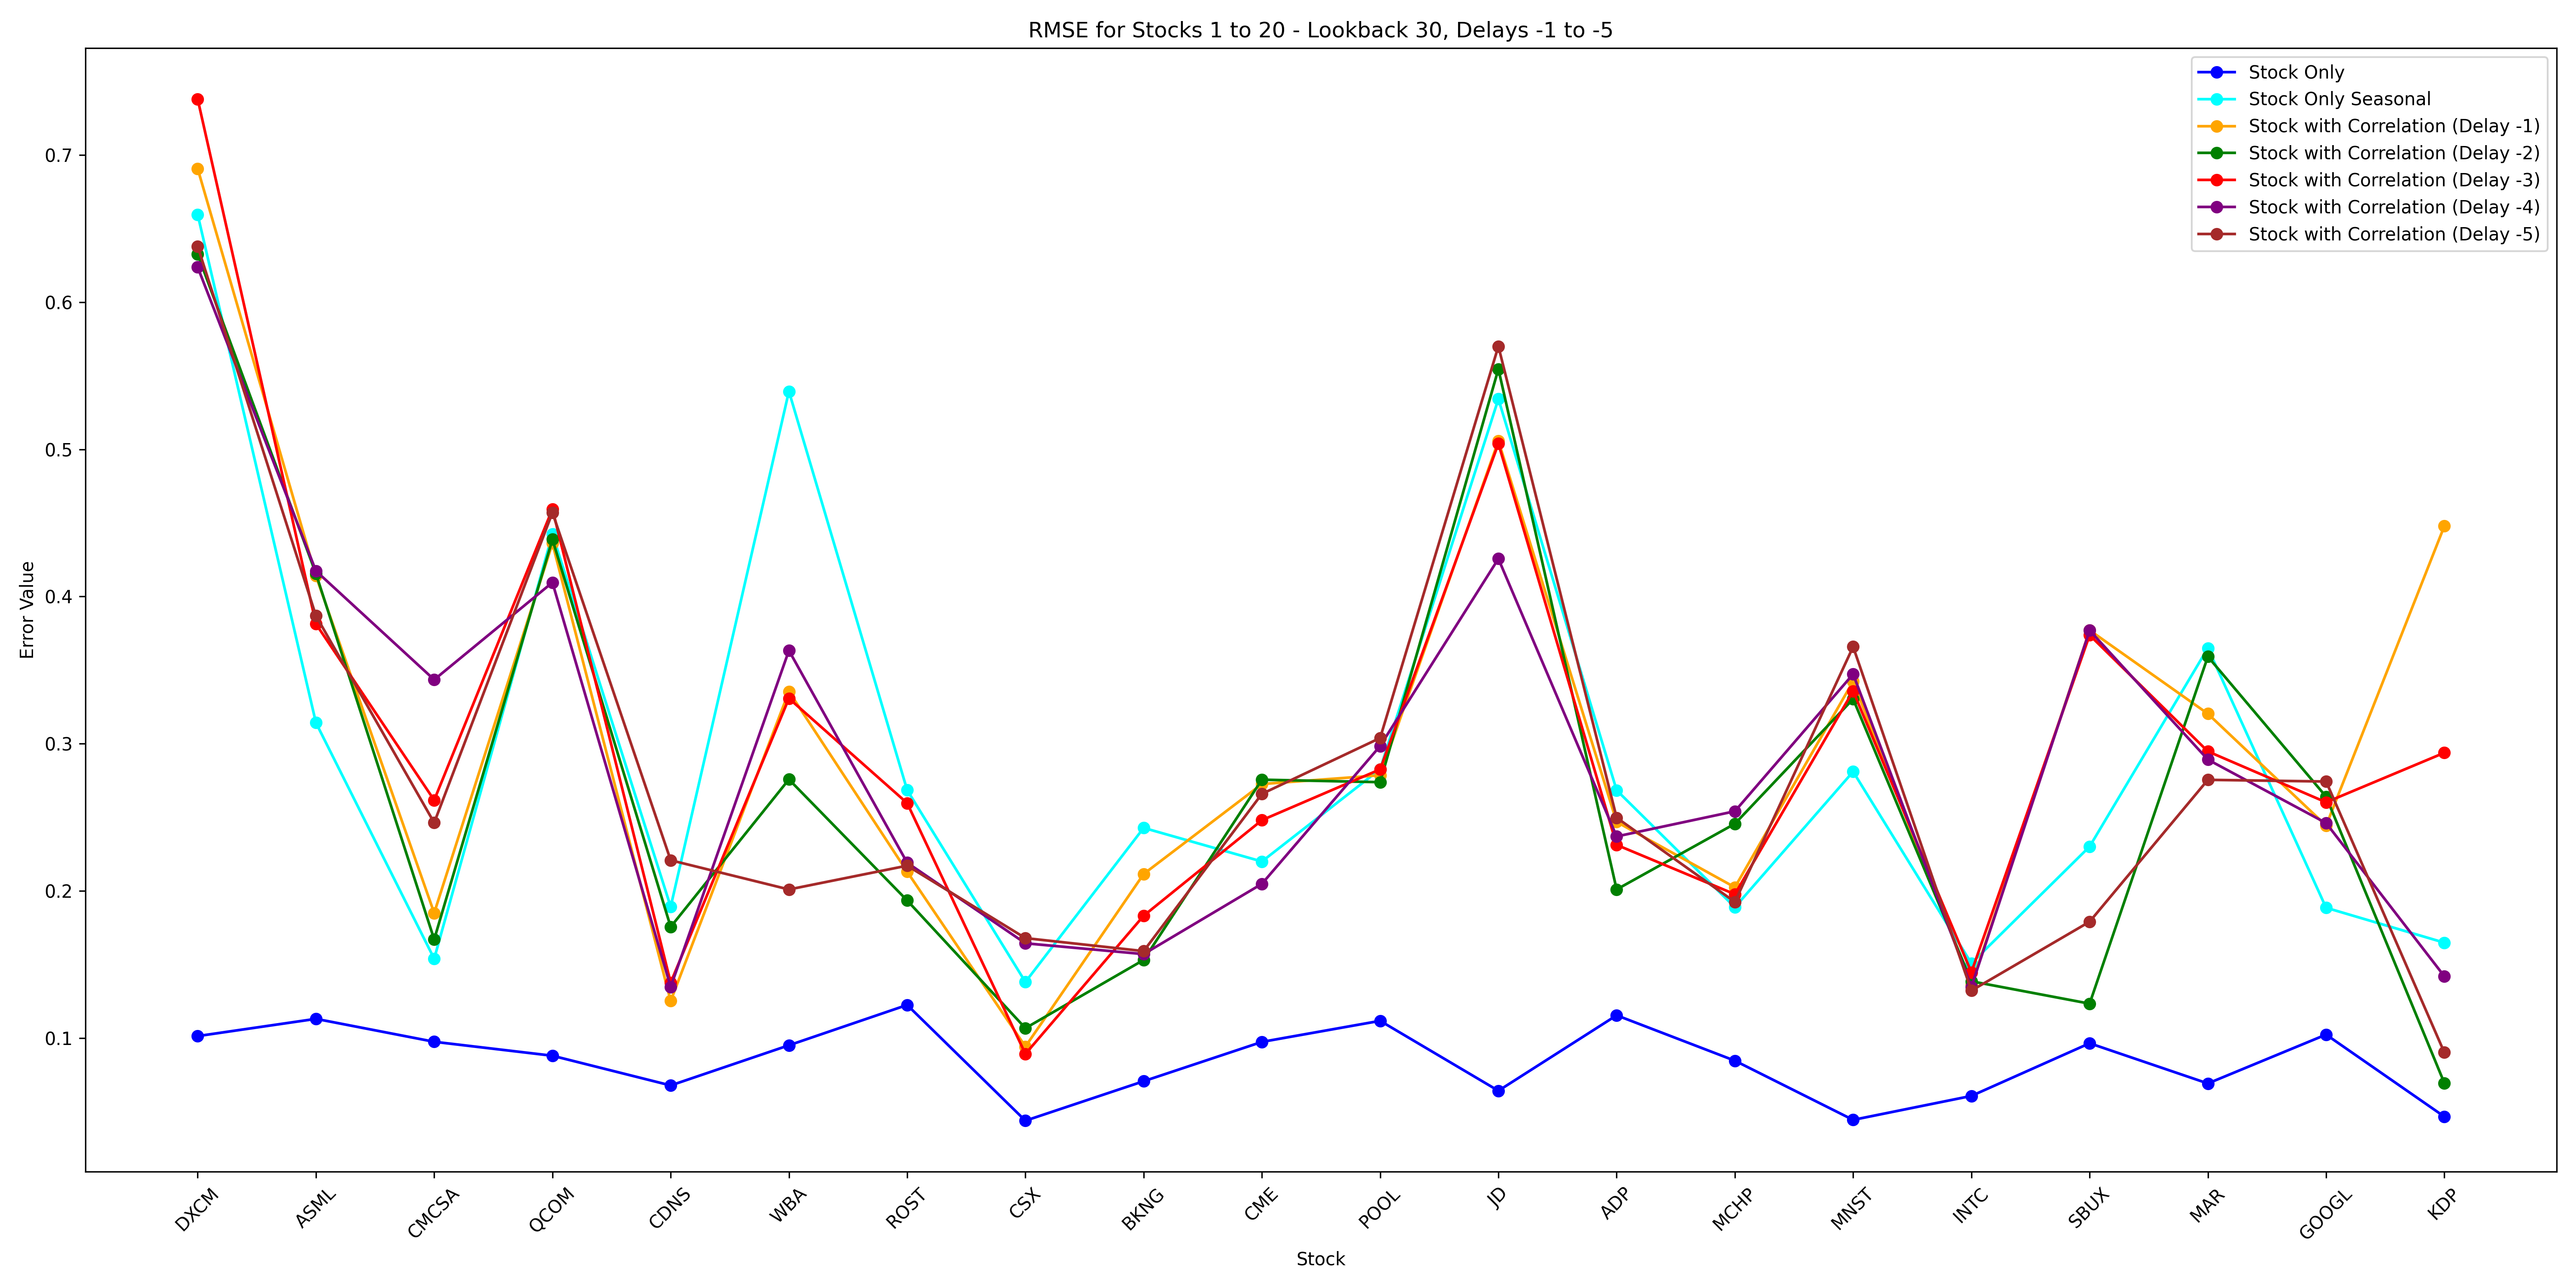 RMSE for Stocks 1 to 20 - Lookback 30, Delays -1 to -5
Stock Only
Stock Only Seasonal
Stock with Correlation (Delay -1)
Stock with Correlation (Delay -2)
Stock with Correlation (Delay -3)
Stock with Correlation (Delay -4)
Stock with Correlation (Delay -5)
Error Value
0.7
0.6
0.5
0.4
0.3
0.2
0.1
DXCM
ASML
CMCSA
QCOM
CDNS
WBA
ROST
CSX
BKNG
CME
POOL
JD
ADP
MCHP
MNST
INTC
SBUX
MAR
GOOGL
KDP
Stock